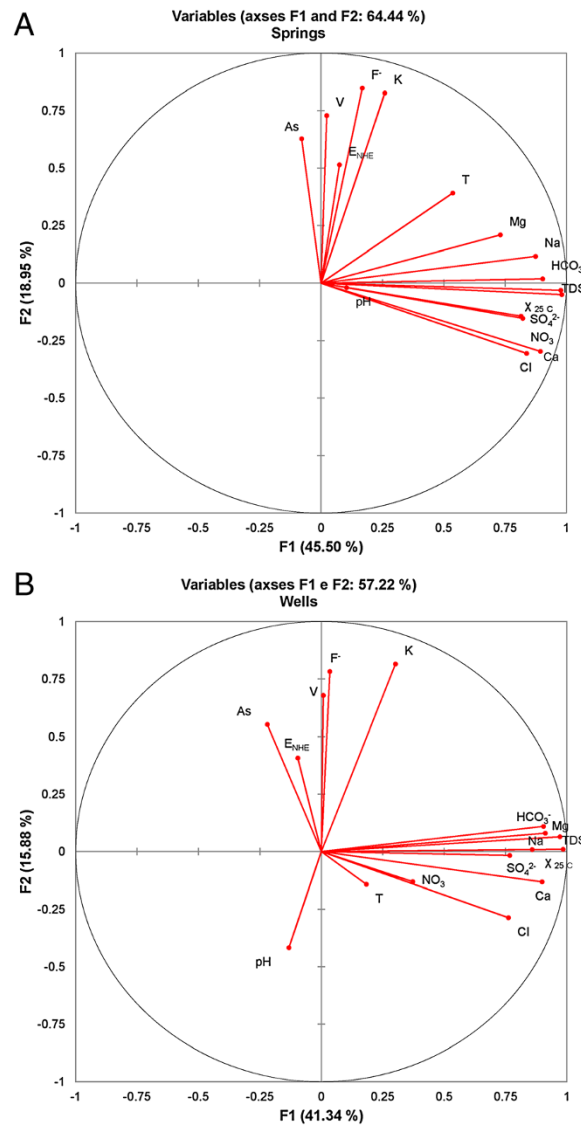 A
Variables (axses F1 and F2: 64.44 %)
Springs
1
F-
K
0.75
V
As
ENHE
0.5
T
0.25
Mg
Na
HCO3
0
TDS
pH
X 25 C
SO4 2-
NO3
-0.25
Ca
Cl
-0.5
-0.75
-1
-1 -0.75 -0.5 -0.25 0 0.25 0.5 0.75 1
F1 (45.50 %)
F2 (18.95 %)
B
Variables (axses F1 e F2: 57.22 %)
Wells
1
F-
K
0.75
V
As
0.5
ENHE
0.25
HCO3-
Mg
Na
TDS
0
SO4 2-
X 25 C
NO3
T
Ca
-0.25
Cl
pH
-0.5
-0.75
-1
-1 -0.75 -0.5 -0.25 0 0.25 0.5 0.75 1
F1 (41.34 %)
F2 (15.88 %)